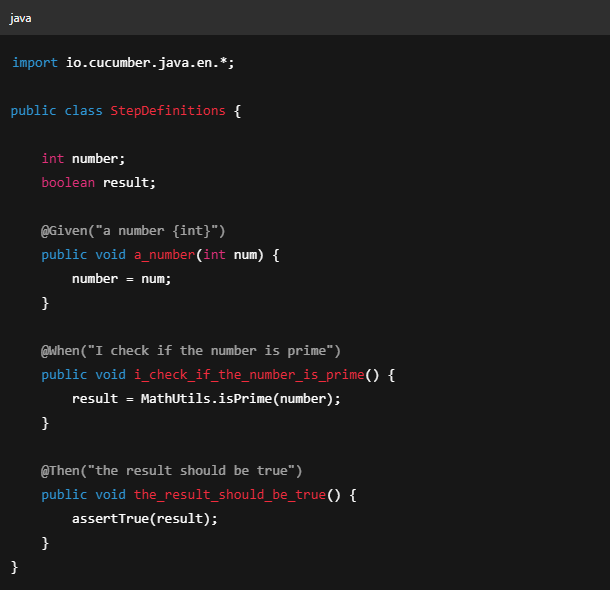 java
import io.cucumber.java.en.*;
public class StepDefinitions {
int number;
boolean result;
@Given("a number {int}")
public void a_number(int num) {
number = num;
}
@When("I check if the number is prime")
public void i_check_if_the_number_is_prime() {
result = MathUtils.isPrime(number);
}
@Then("the result should be true")
public void the_result_should_be_true() {
assertTrue(result);
}
}